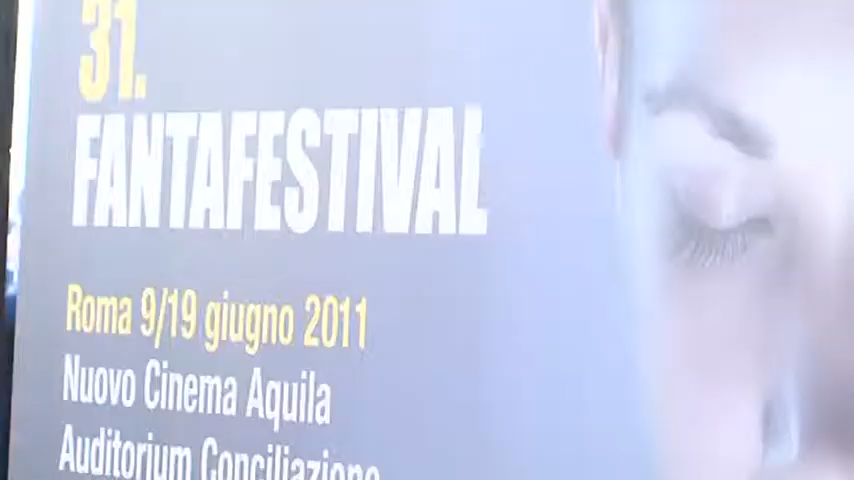 31.
FANTAFESTIVAL
Roma 9/19 giugno 2011
Nuovo Cinema Aquila
Auditorium Conciliazione